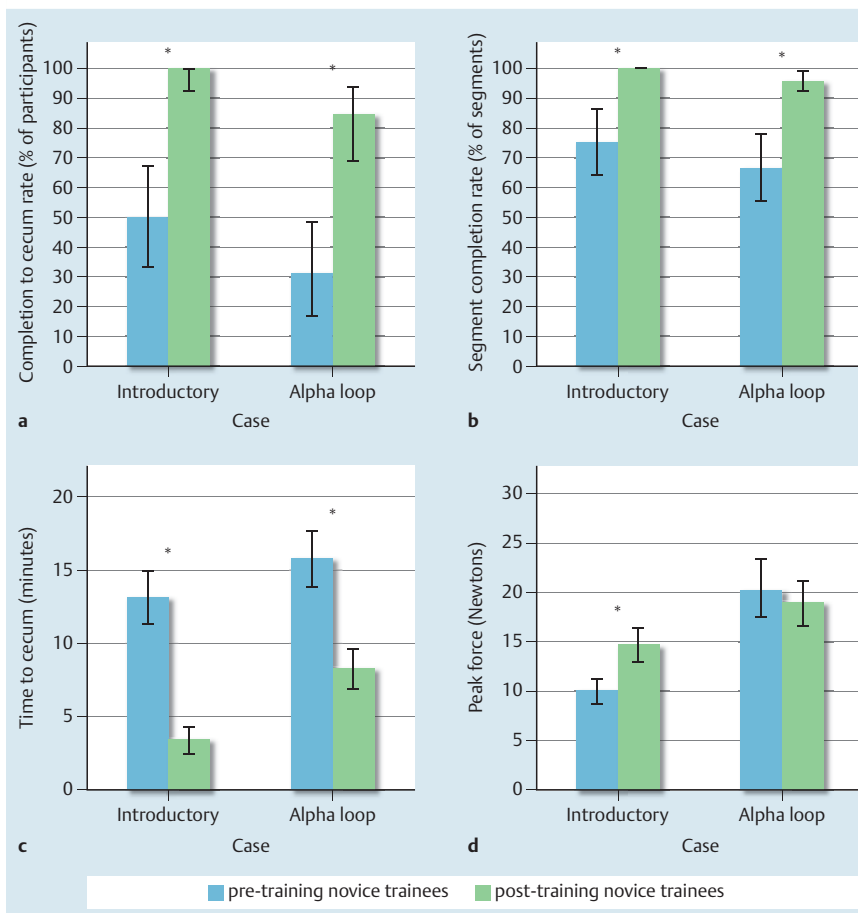 Completion to cecum rate (% of participants)
100
90
80
70
60
50
40
30
20
10
0
*
*
Introductory
Alpha loop
a
Case
Segment completion rate (% of segments)
100
90
80
70
60
50
40
30
20
10
0
*
*
Introductory
Alpha loop
b
Case
Time to cecum (minutes)
20
15
10
5
0
*
*
Introductory
Alpha loop
c
Case
Peak force (Newtons)
30
25
20
15
10
5
0
*
Introductory
Alpha loop
d
Case
pre-training novice trainees
post-training novice trainees